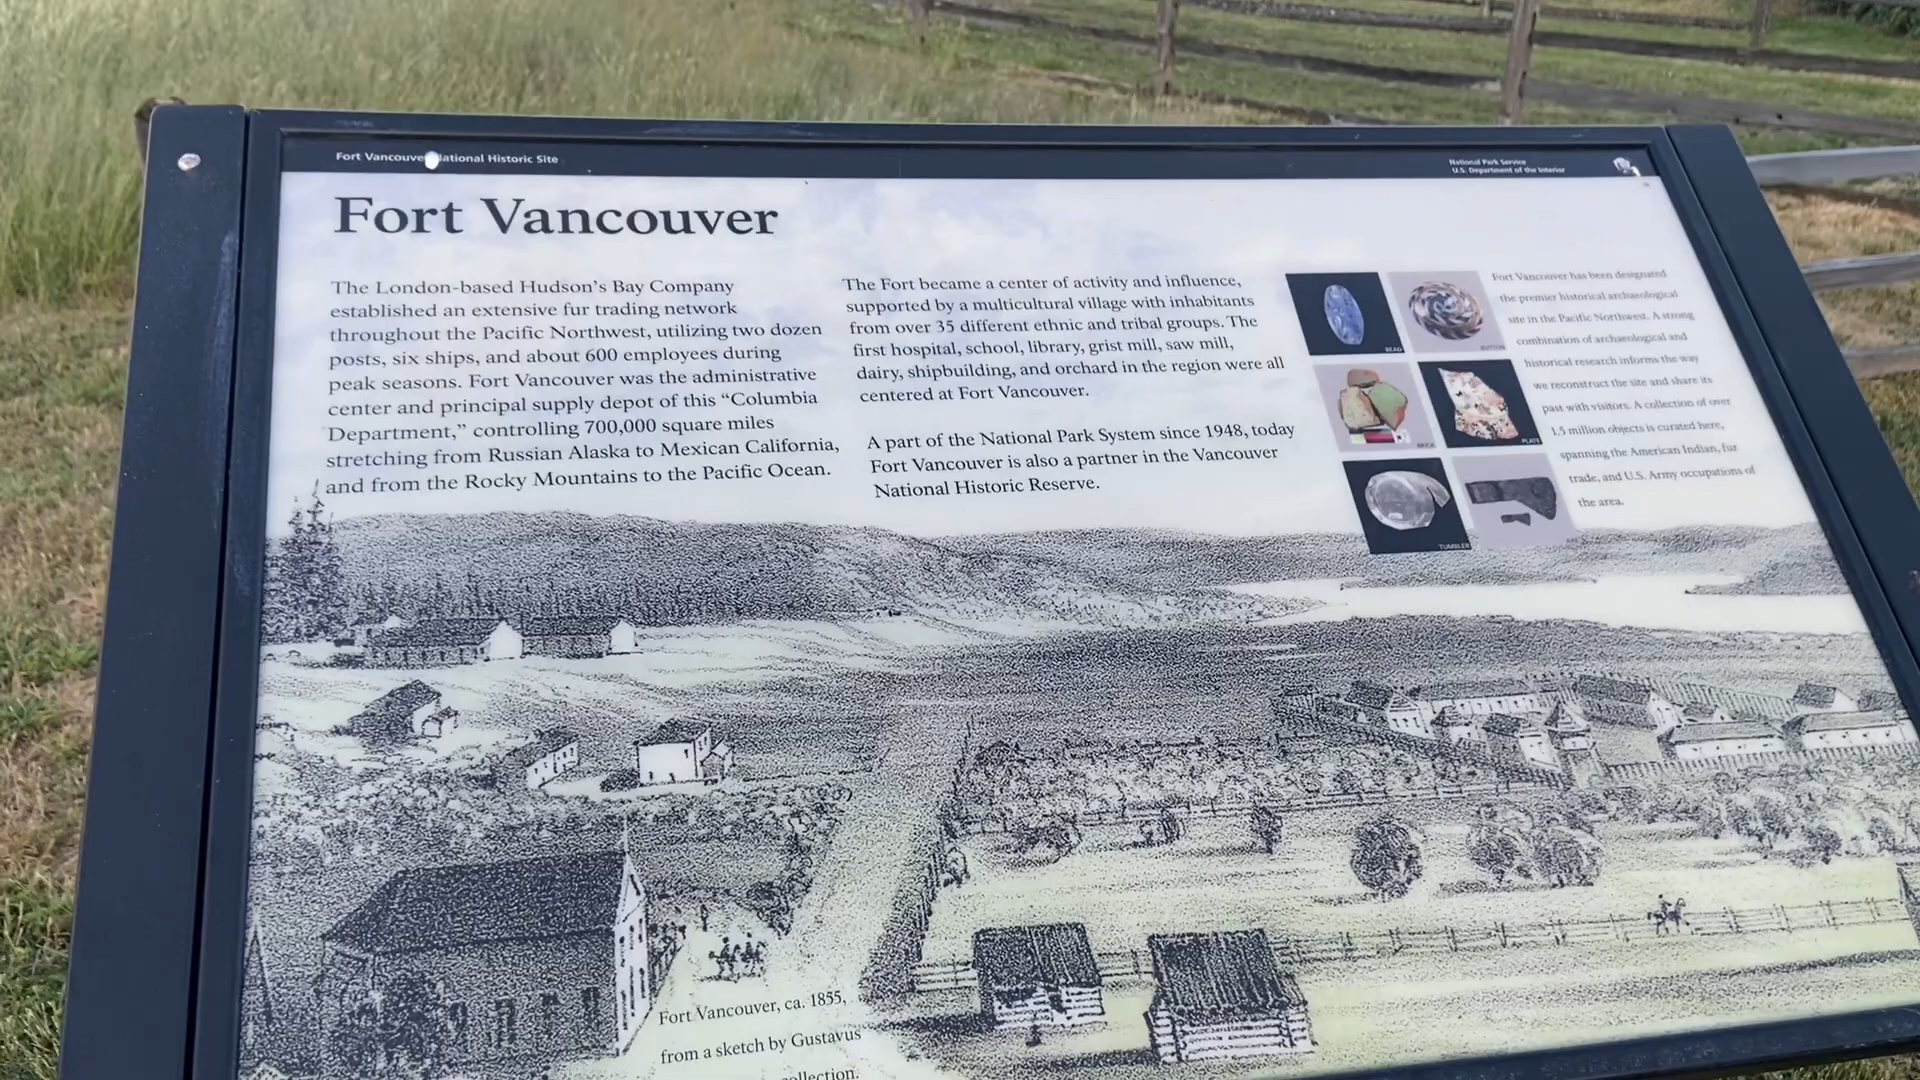 Fort Vancouver National Historic Site
National Park Service
U.S. Department of the Interior
Fort Vancouver
The London-based Hudson's Bay Company
established an extensive fur trading network
throughout the Pacific Northwest, utilizing two dozen
posts, six ships, and about 600 employees during
peak seasons. Fort Vancouver was the administrative
center and principal supply depot of this “Columbia
Department,” controlling 700,000 square miles
stretching from Russian Alaska to Mexican California,
and from the Rocky Mountains to the Pacific Ocean.
The Fort became a center of activity and influence,
supported by a multicultural village with inhabitants
from over 35 different ethnic and tribal groups. The
first hospital, school, library, grist mill, saw mill,
dairy, shipbuilding, and orchard in the region were all
centered at Fort Vancouver.
A part of the National Park System since 1948, today
Fort Vancouver is also a partner in the Vancouver
National Historic Reserve.
BEAD
BUTTON
BRICK
PLATE
TUMBLER
Fort Vancouver has been designated
the premier historical archaeological
site in the Pacific Northwest. A strong
combination of archaeological and
historical research informs the way
we reconstruct the site and share its
past with visitors. A collection of over
1.5 million objects is curated here,
spanning the American Indian, fur
trade, and U.S. Army occupations of
the area.
Fort Vancouver, ca. 1855,
from a sketch by Gustavus
collection.